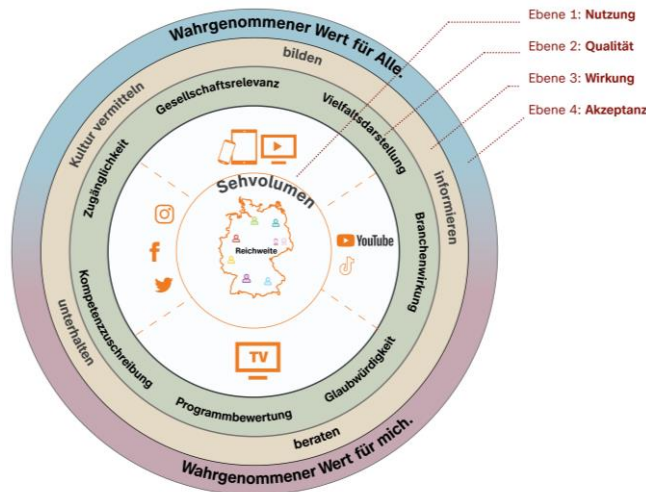 Ebene 1: Nutzung
Ebene 2: Qualität
Ebene 3: Wirkung
Ebene 4: Akzeptanz
Wahrgenommener Wert für Alle.
bilden
Kultur vermitteln
informieren
unterhalten
beraten
Gesellschaftsrelevanz
Vielfaltsdarstellung
Zugänglichkeit
Branchenwirkung
Kompetenzzuschreibung
Glaubwürdigkeit
Programmbewertung
Sehvolumen
Reichweite
YouTube
TV
Wahrgenommener Wert für mich.